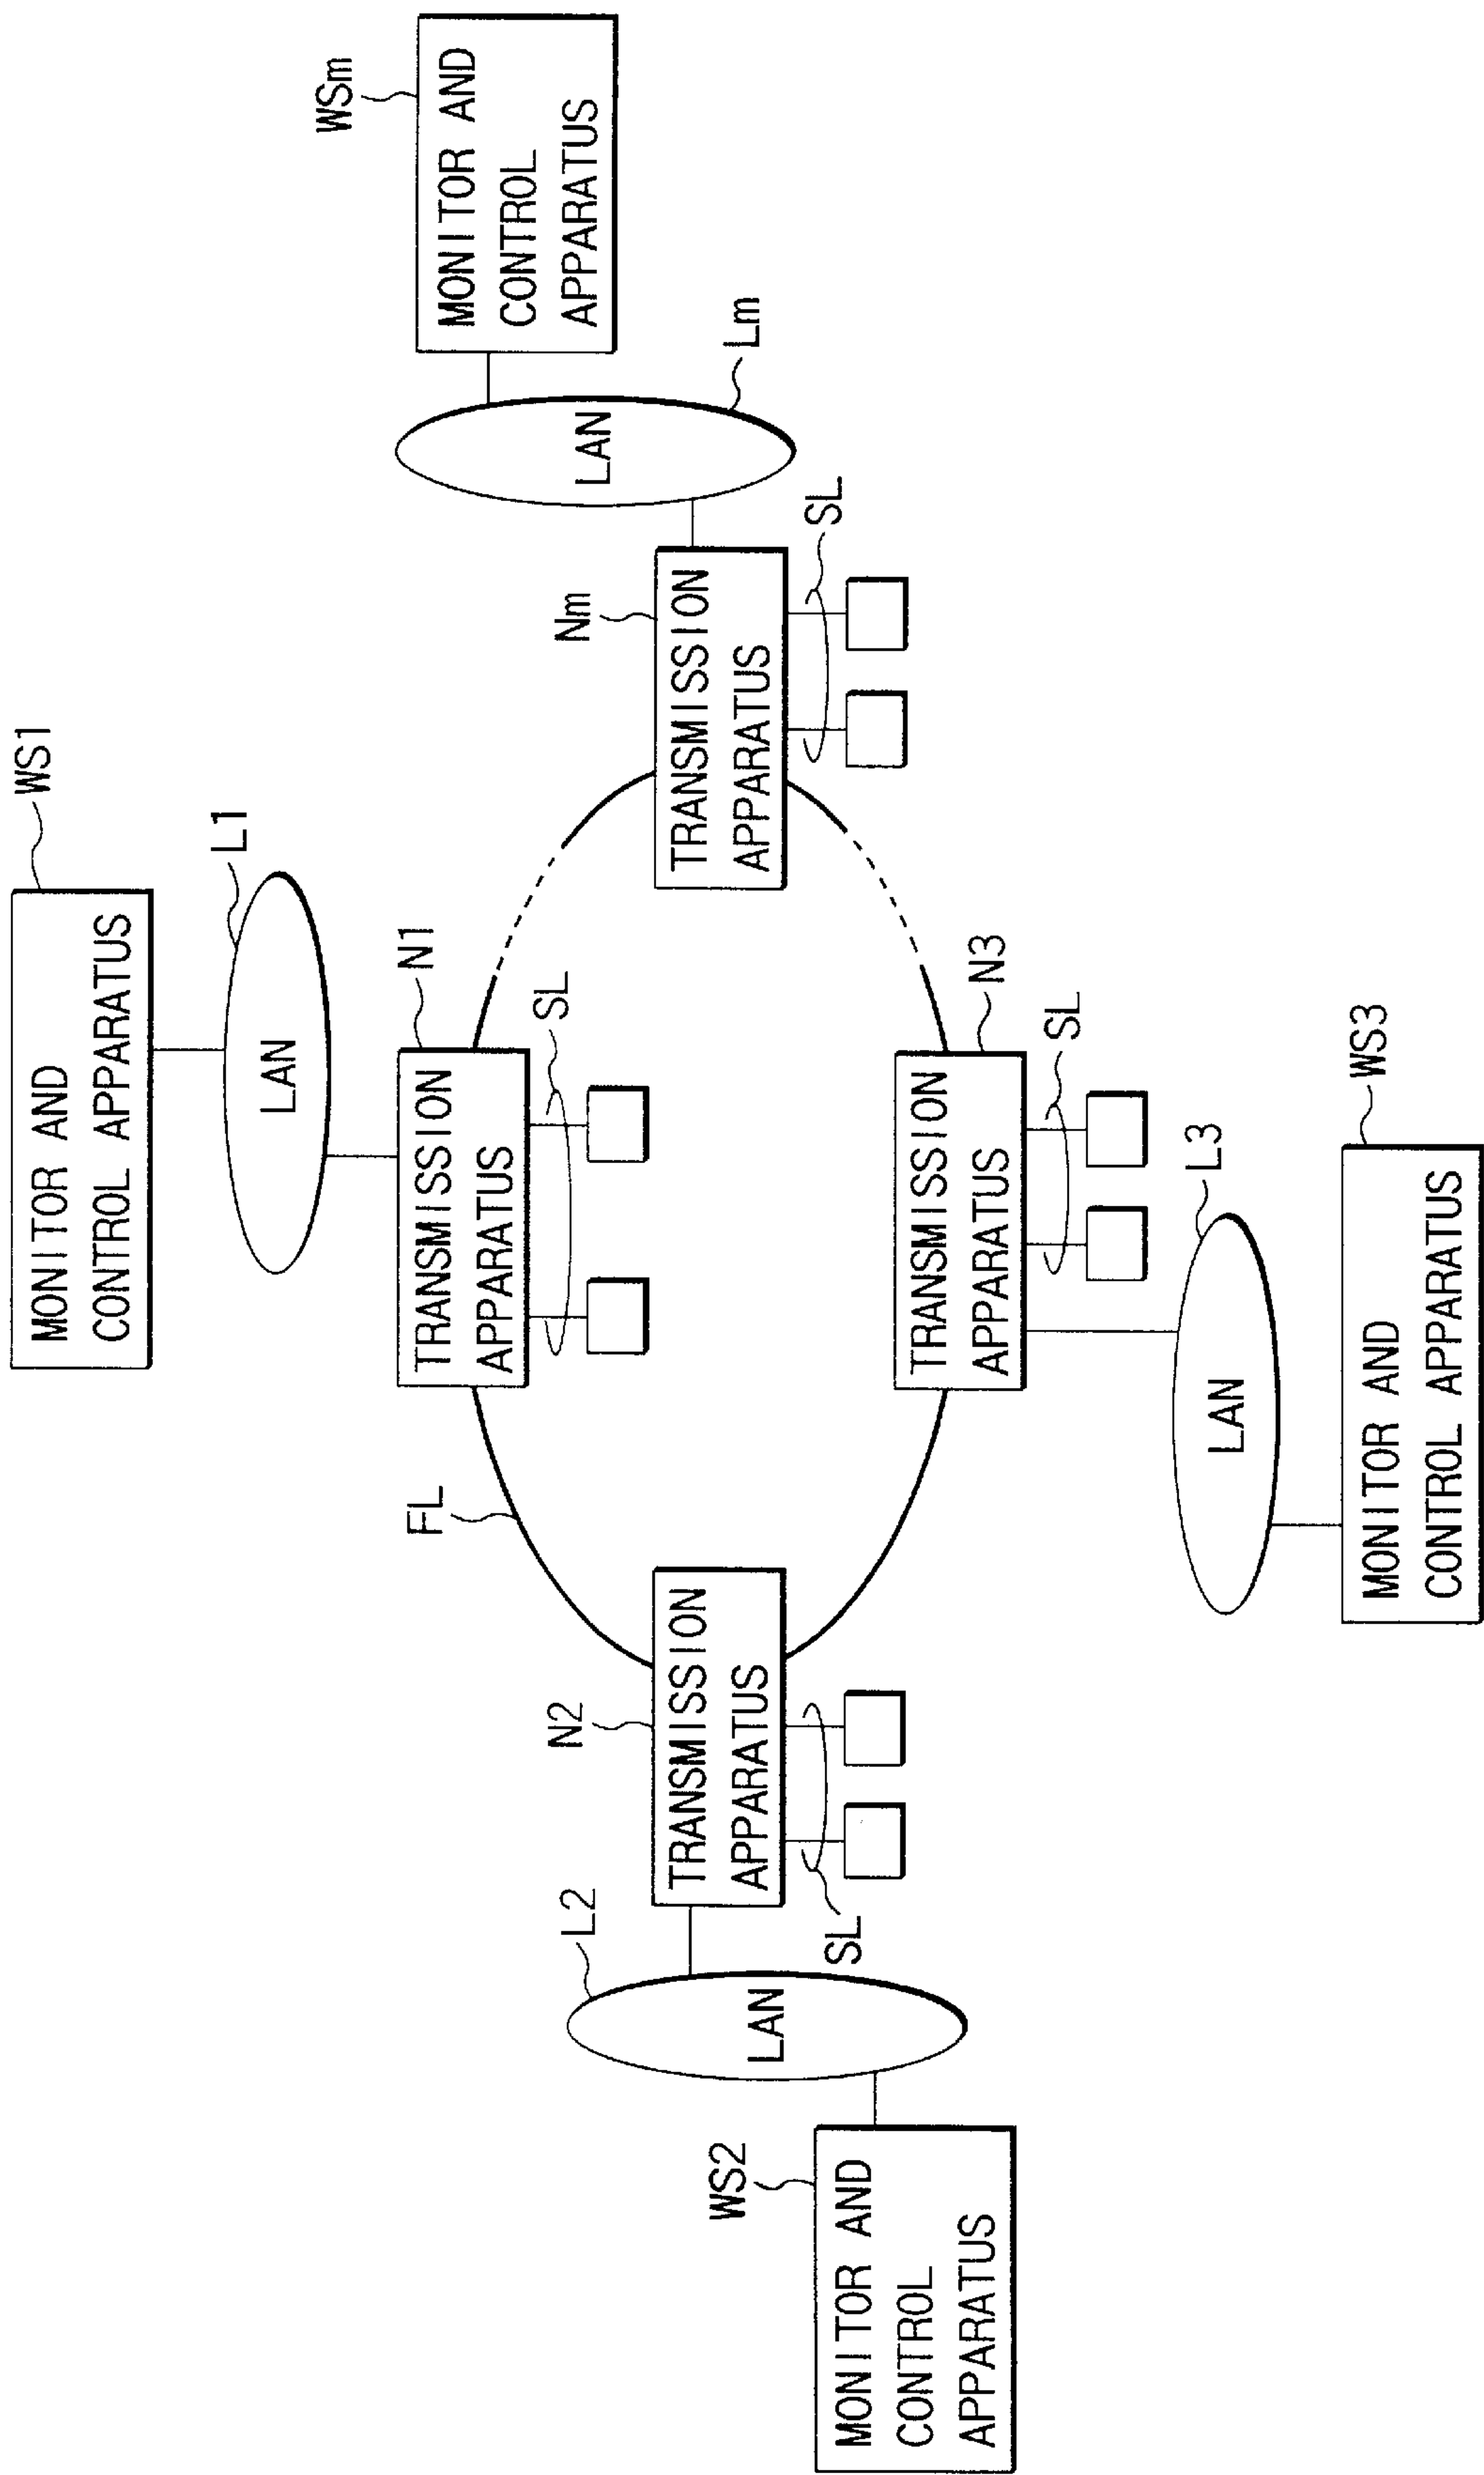 WS1
MONITOR AND
CONTROL APPARATUS
L1
LAN
N1
TRANSMISSION
APPARATUS
SL
FL
WS2
MONITOR AND
CONTROL
APPARATUS
L2
LAN
N2
TRANSMISSION
APPARATUS
SL
Nm
TRANSMISSION
APPARATUS
SL
Lm
LAN
WSm
MONITOR AND
CONTROL
APPARATUS
N3
TRANSMISSION
APPARATUS
SL
L3
LAN
WS3
MONITOR AND
CONTROL APPARATUS